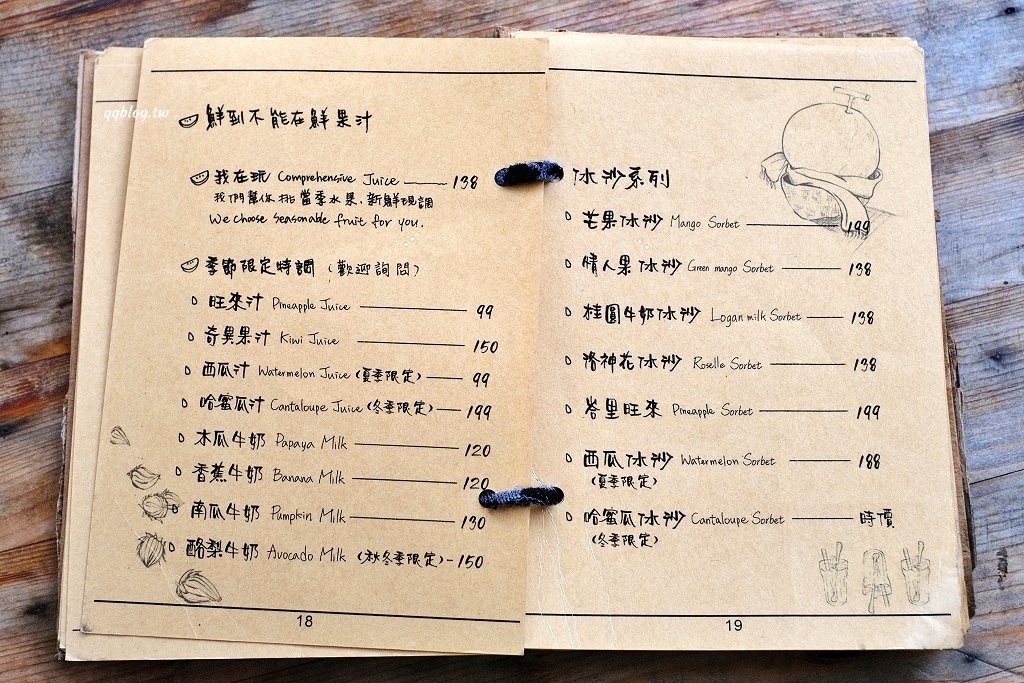 qqblog.tw
鮮到不能在鮮果汁
我在玩 Comprehensive Juice 138
我們幫你挑當季水果，新鮮現調
We choose seasonable fruit for you.
季節限定特調（歡迎詢問）
旺來汁 Pineapple Juice 99
奇異果汁 Kiwi Juice 150
西瓜汁 Watermelon Juice (夏季限定) 99
哈蜜瓜汁 Cantaloupe Juice (冬季限定) 199
木瓜牛奶 Papaya Milk 120
香蕉牛奶 Banana Milk 120
南瓜牛奶 Pumpkin Milk 130
酪梨牛奶 Avocado Milk (秋冬季限定) 150
18
冰沙系列
芒果冰沙 Mango Sorbet 199
情人果冰沙 Green mango Sorbet 138
桂圓牛奶冰沙 Logan milk Sorbet 138
洛神花冰沙 Roselle Sorbet 138
峇里旺來 Pineapple Sorbet 199
西瓜冰沙 Watermelon Sorbet 188
(夏季限定)
哈蜜瓜冰沙 Cantaloupe Sorbet 時價
(冬季限定)
19